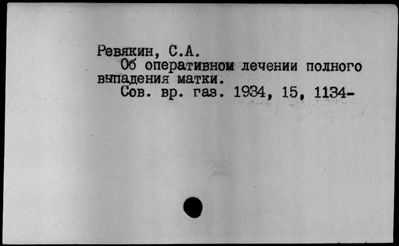 Ревякин, С.А.
Об оперативном лечении полного
выпадения матки.
Сов. вр. газ. 1934, 15, 1134-